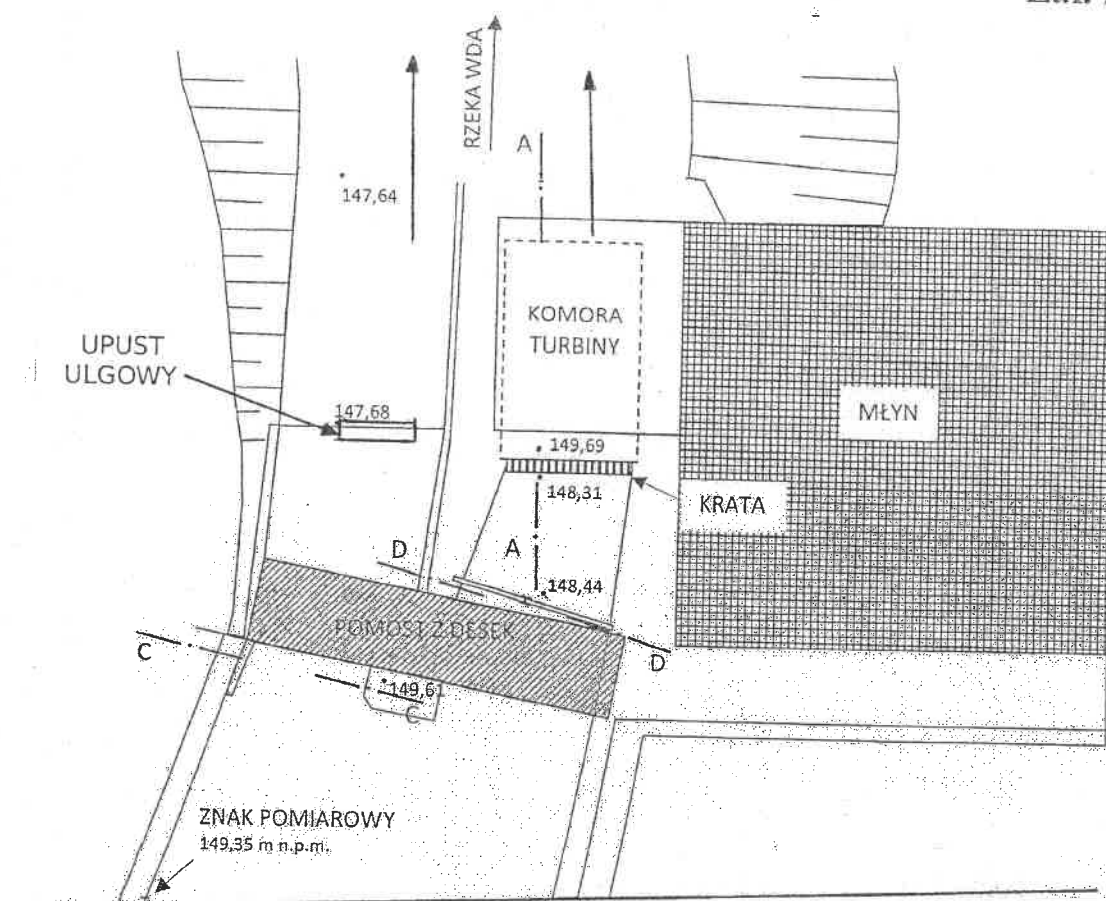 RZEKA WDA
A
147,64
KOMORA
TURBINY
UPUST
ULGOWY
147,68
MŁYN
149,69
148,31
KRATA
A
D
148,44
POMOST Z DESEK
C
D
149,61
C
ZNAK POMIAROWY
149,35 m n.p.m.